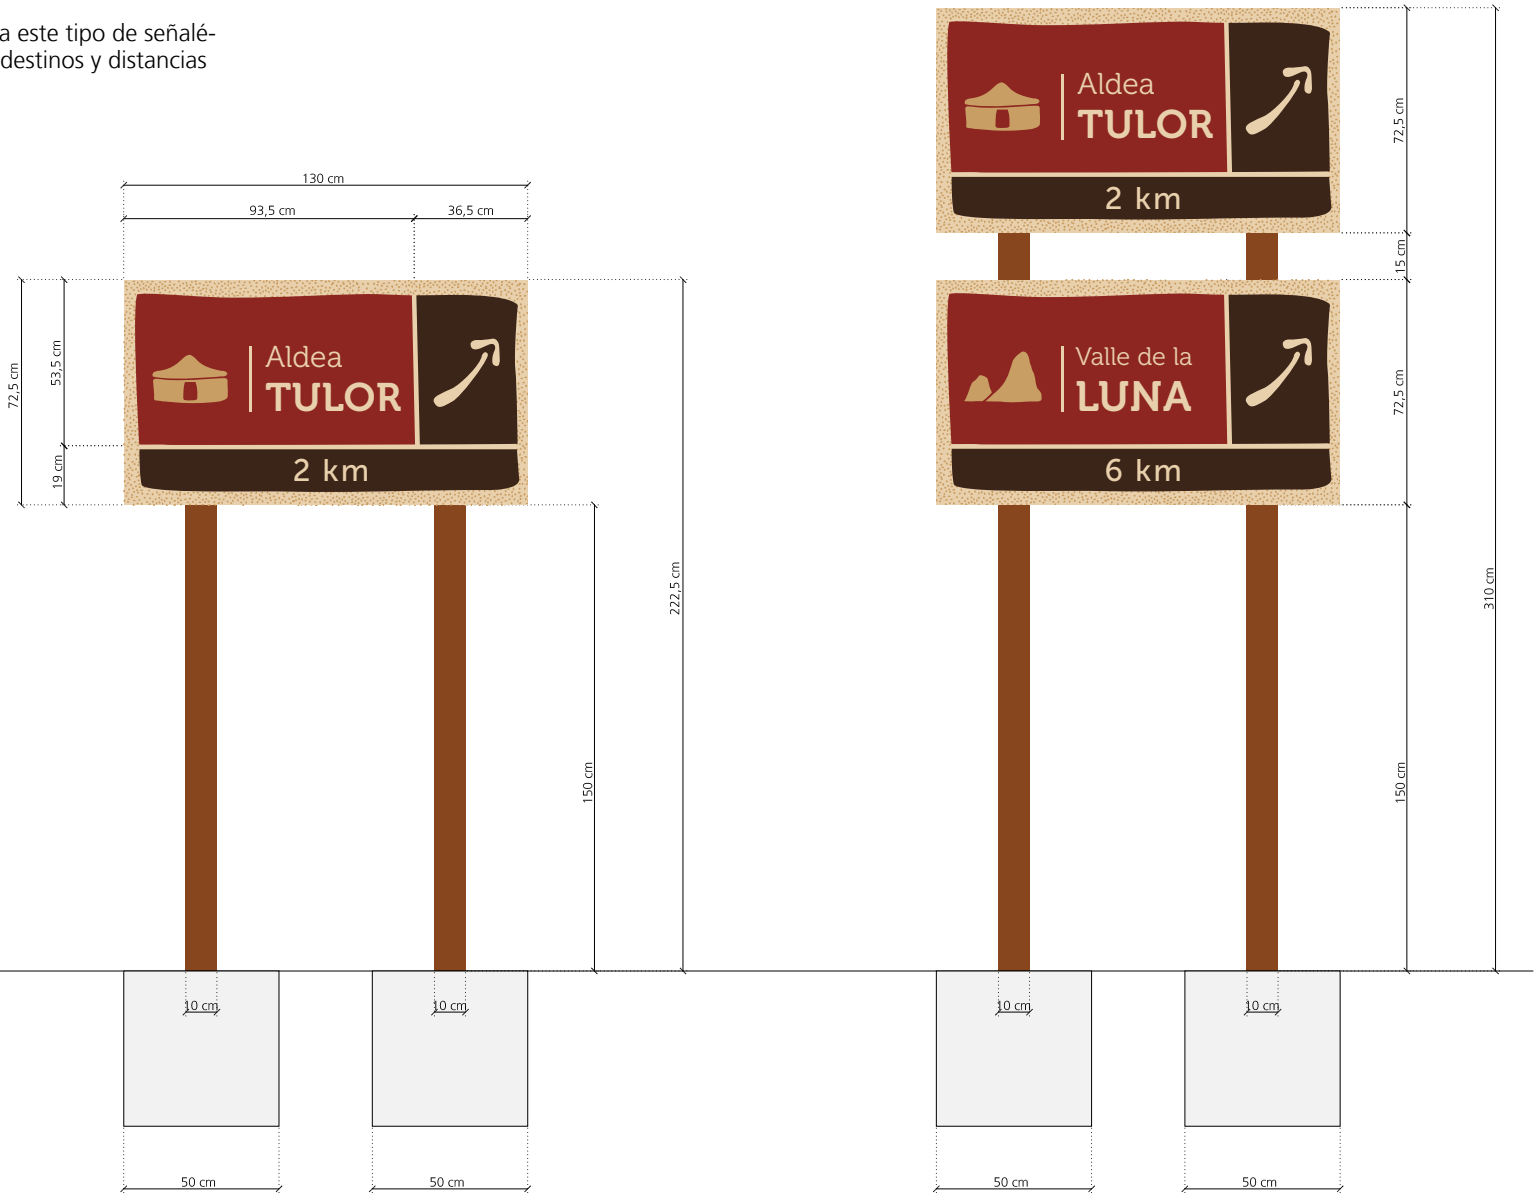 a este tipo de señalé-
destinos y distancias
130 cm
93,5 cm
36,5 cm
72,5 cm
53,5 cm
19 cm
Aldea
TULOR
2 km
150 cm
222,5 cm
10 cm
10 cm
50 cm
50 cm
Aldea
TULOR
2 km
72,5 cm
15 cm
Valle de la
LUNA
6 km
72,5 cm
150 cm
310 cm
10 cm
10 cm
50 cm
50 cm